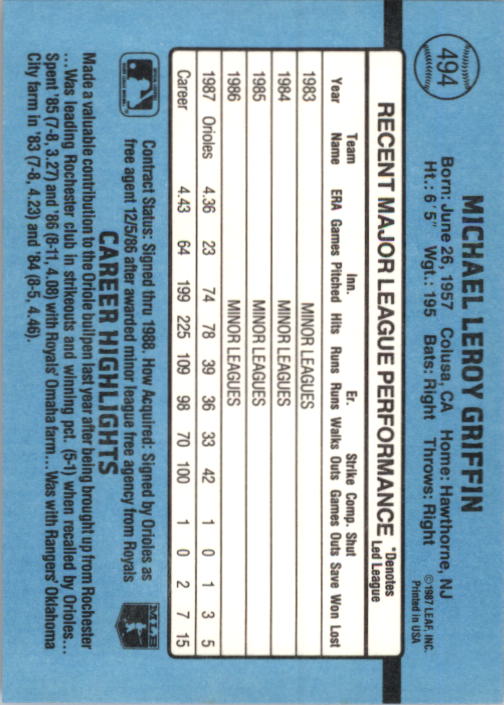 494
MICHAEL LEROY GRIFFIN
Born: June 26, 1957 Colusa, CA Home: Hawthorne, NJ
Ht.: 6' 5" Wgt.: 195 Bats: Right Throws: Right
©1987 LEAF, INC.
Printed in USA
RECENT MAJOR LEAGUE PERFORMANCE
*Denotes
Led League
Team Inn. Er. Strike Comp. Shut
Year Name ERA Games Pitched Hits Runs Runs Walks Outs Games Outs Save Won Lost
1983 MINOR LEAGUES
1984 MINOR LEAGUES
1985 MINOR LEAGUES
1986 MINOR LEAGUES
1987 Orioles 4.36 23 74 78 39 36 33 42 1 0 1 3 5
Career 4.43 64 199 225 109 98 70 100 1 0 2 7 15
Contract Status: Signed thru 1988. How Acquired: Signed by Orioles as
free agent 12/5/86 after awarded minor league free agency from Royals
MLB
CAREER HIGHLIGHTS
Made a valuable contribution to the Oriole bullpen last year after being brought up from Rochester
....Was leading Rochester club in strikeouts and winning pct. (5-1) when recalled by Orioles....
Spent '85 (7-8, 3.27) and '86 (8-11, 4.08) with Royals' Omaha farm....Was with Rangers' Oklahoma
City farm in '83 (7-8, 4.23) and '84 (8-5, 4.46).